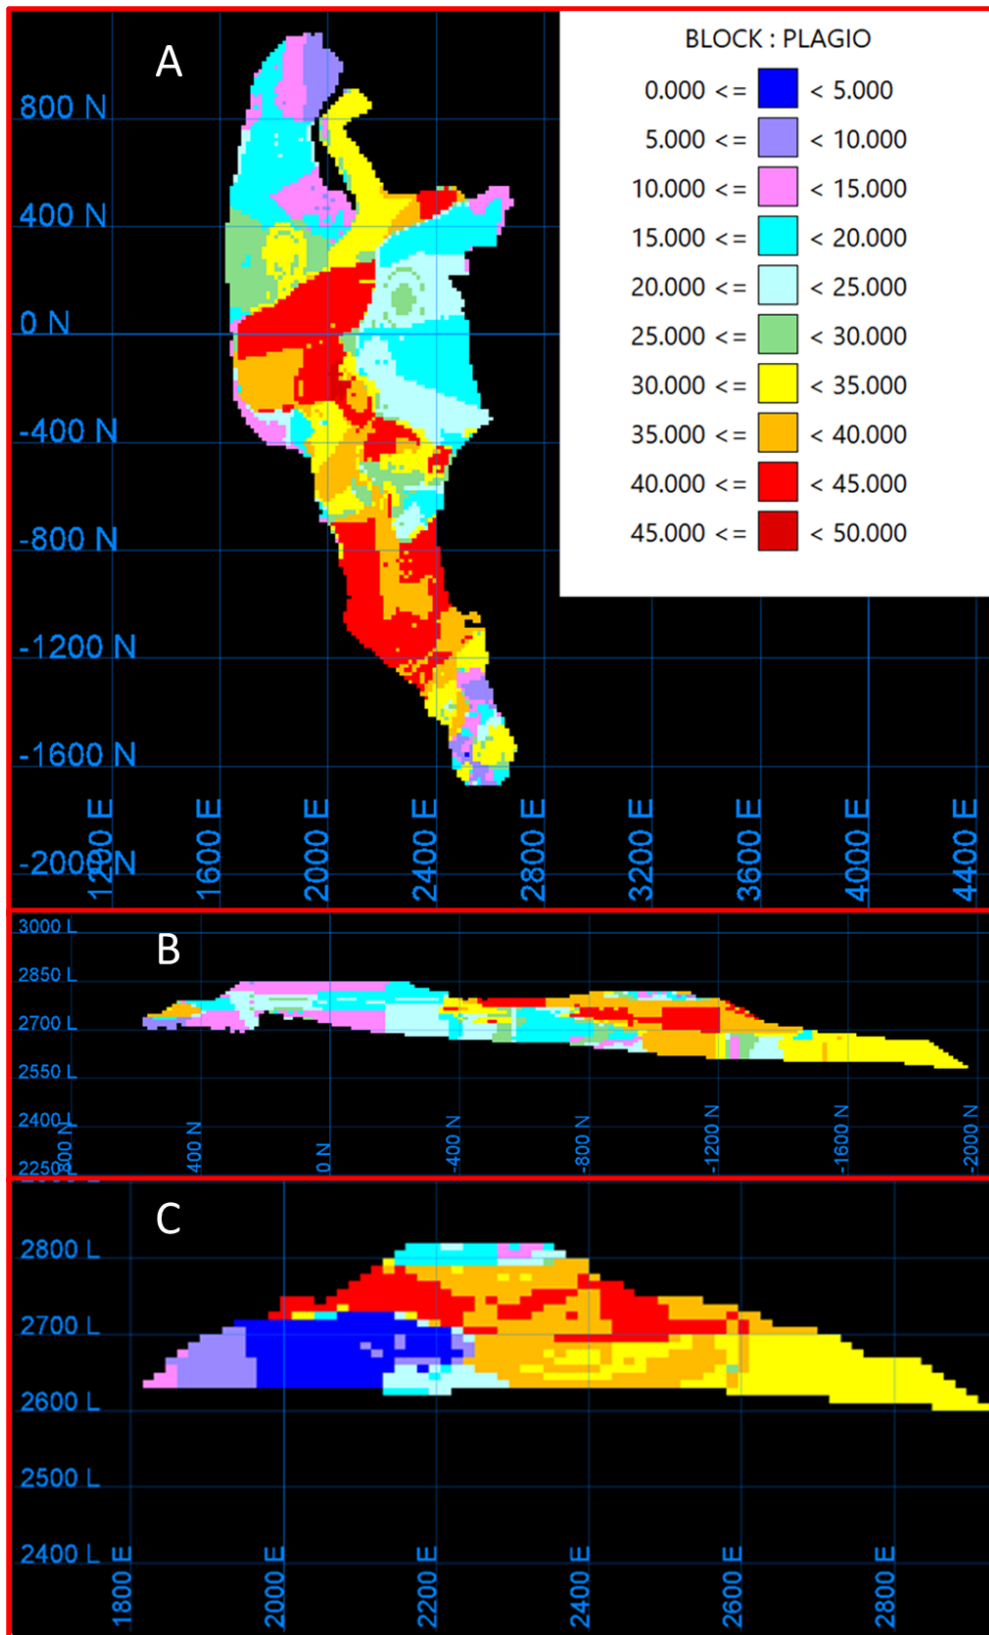 A
BLOCK : PLAGIO
0.000 <= < 5.000
5.000 <= < 10.000
10.000 <= < 15.000
15.000 <= < 20.000
20.000 <= < 25.000
25.000 <= < 30.000
30.000 <= < 35.000
35.000 <= < 40.000
40.000 <= < 45.000
45.000 <= < 50.000
800 N
400 N
0 N
-400 N
-800 N
-1200 N
-1600 N
-2000 N
1200 E
1600 E
2000 E
2400 E
2800 E
3200 E
3600 E
4000 E
4400 E
B
3000 L
2850 L
2700 L
2550 L
2400 L
2250 L
800 N
400 N
0 N
-400 N
-800 N
-1200 N
-1600 N
-2000 N
C
2800 L
2700 L
2600 L
2500 L
2400 L
1800 E
2000 E
2200 E
2400 E
2600 E
2800 E